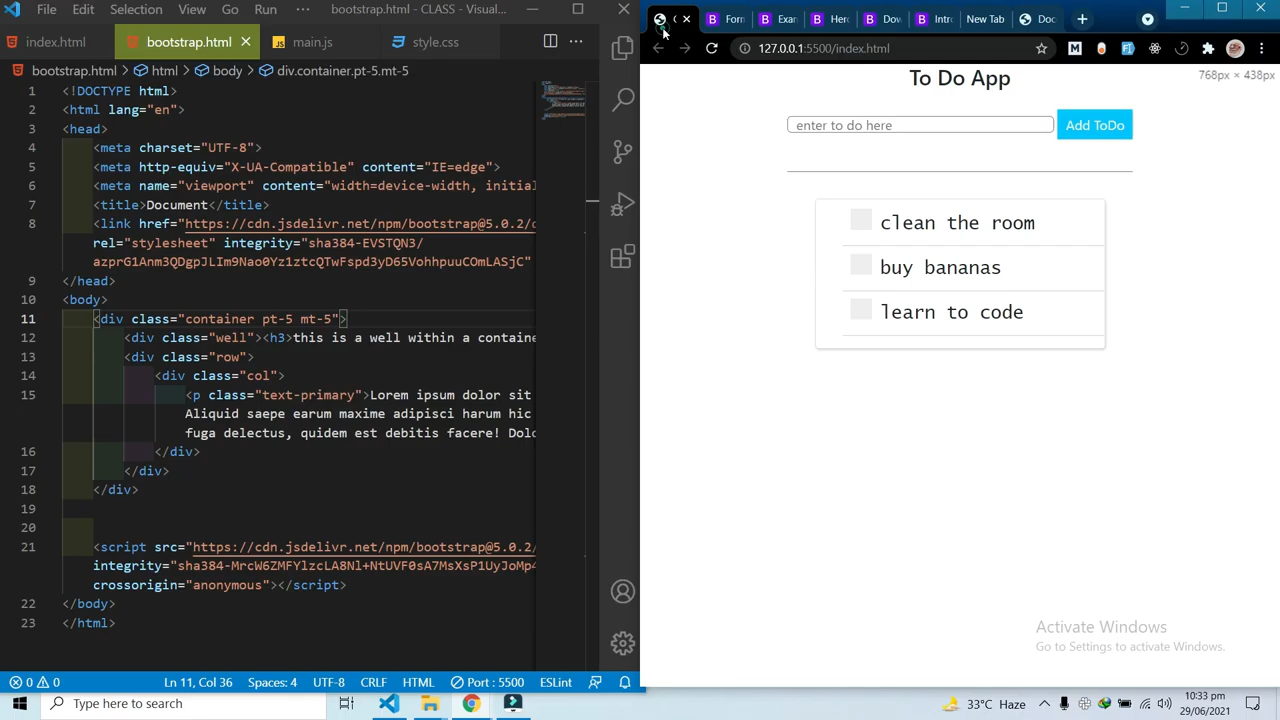 File Edit Selection View Go Run ··· bootstrap.html - CLASS - Visual...
index.html bootstrap.html main.js style.css
bootstrap.html > html > body > div.container.pt-5.mt-5
1 <!DOCTYPE html>
2 <html lang="en">
3 <head>
4 <meta charset="UTF-8">
5 <meta http-equiv="X-UA-Compatible" content="IE=edge">
6 <meta name="viewport" content="width=device-width, initial
7 <title>Document</title>
8 <link href="https://cdn.jsdelivr.net/npm/bootstrap@5.0.2/d
rel="stylesheet" integrity="sha384-EVSTQN3/
azprG1Anm3QDgpJLIm9Nao0Yz1ztcQTwFspd3yD65VohhpuuCOmLASjC"
9 </head>
10 <body>
11 <div class="container pt-5 mt-5">
12 <div class="well"><h3>this is a well within a containe
13 <div class="row">
14 <div class="col">
15 <p class="text-primary">Lorem ipsum dolor sit
Aliquid saepe earum maxime adipisci harum hic
fuga delectus, quidem est debitis facere! Dolo
16 </div>
17 </div>
18 </div>
19
20
21 <script src="https://cdn.jsdelivr.net/npm/bootstrap@5.0.2/
integrity="sha384-MrcW6ZMFYlzcLA8Nl+NtUVF0sA7MsXsP1UyJoMp4
crossorigin="anonymous"></script>
22 </body>
23 </html>
0 0 Ln 11, Col 36 Spaces: 4 UTF-8 CRLF HTML Port : 5500 ESLint
C Forr Exar Herc Dov Intro New Tab Doc
127.0.0.1:5500/index.html
768px × 438px
To Do App
enter to do here
Add ToDo
clean the room
buy bananas
learn to code
Activate Windows
Go to Settings to activate Windows.
Type here to search
33°C Haze
10:33 pm
29/06/2021